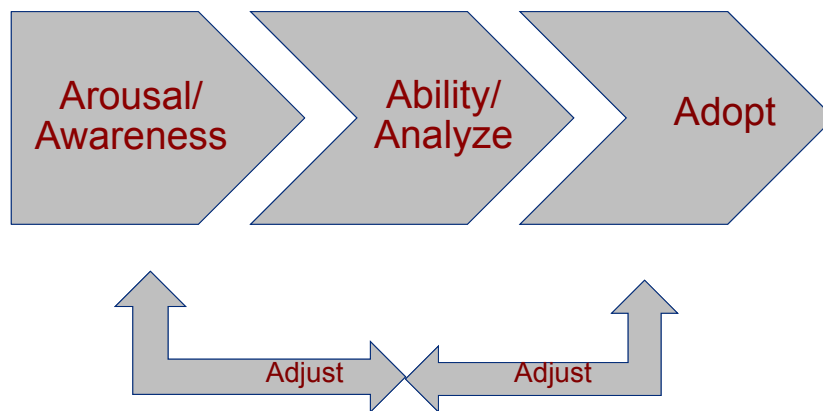 Arousal/
Awareness
Ability/
Analyze
Adopt
Adjust
Adjust